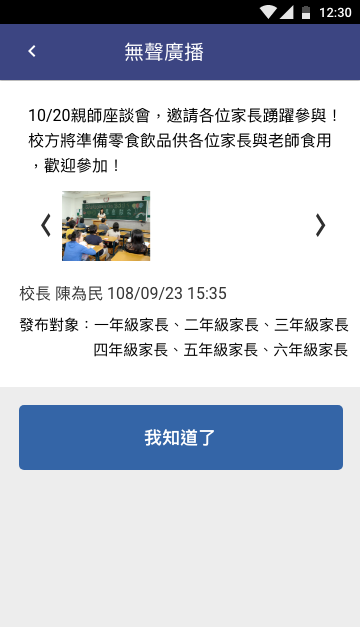 12:30
無聲廣播
10/20親師座談會，邀請各位家長踴躍參與！
校方將準備零食飲品供各位家長與老師食用
，歡迎參加！
校長 陳為民 108/09/23 15:35
發布對象：一年級家長、二年級家長、三年級家長
四年級家長、五年級家長、六年級家長
我知道了